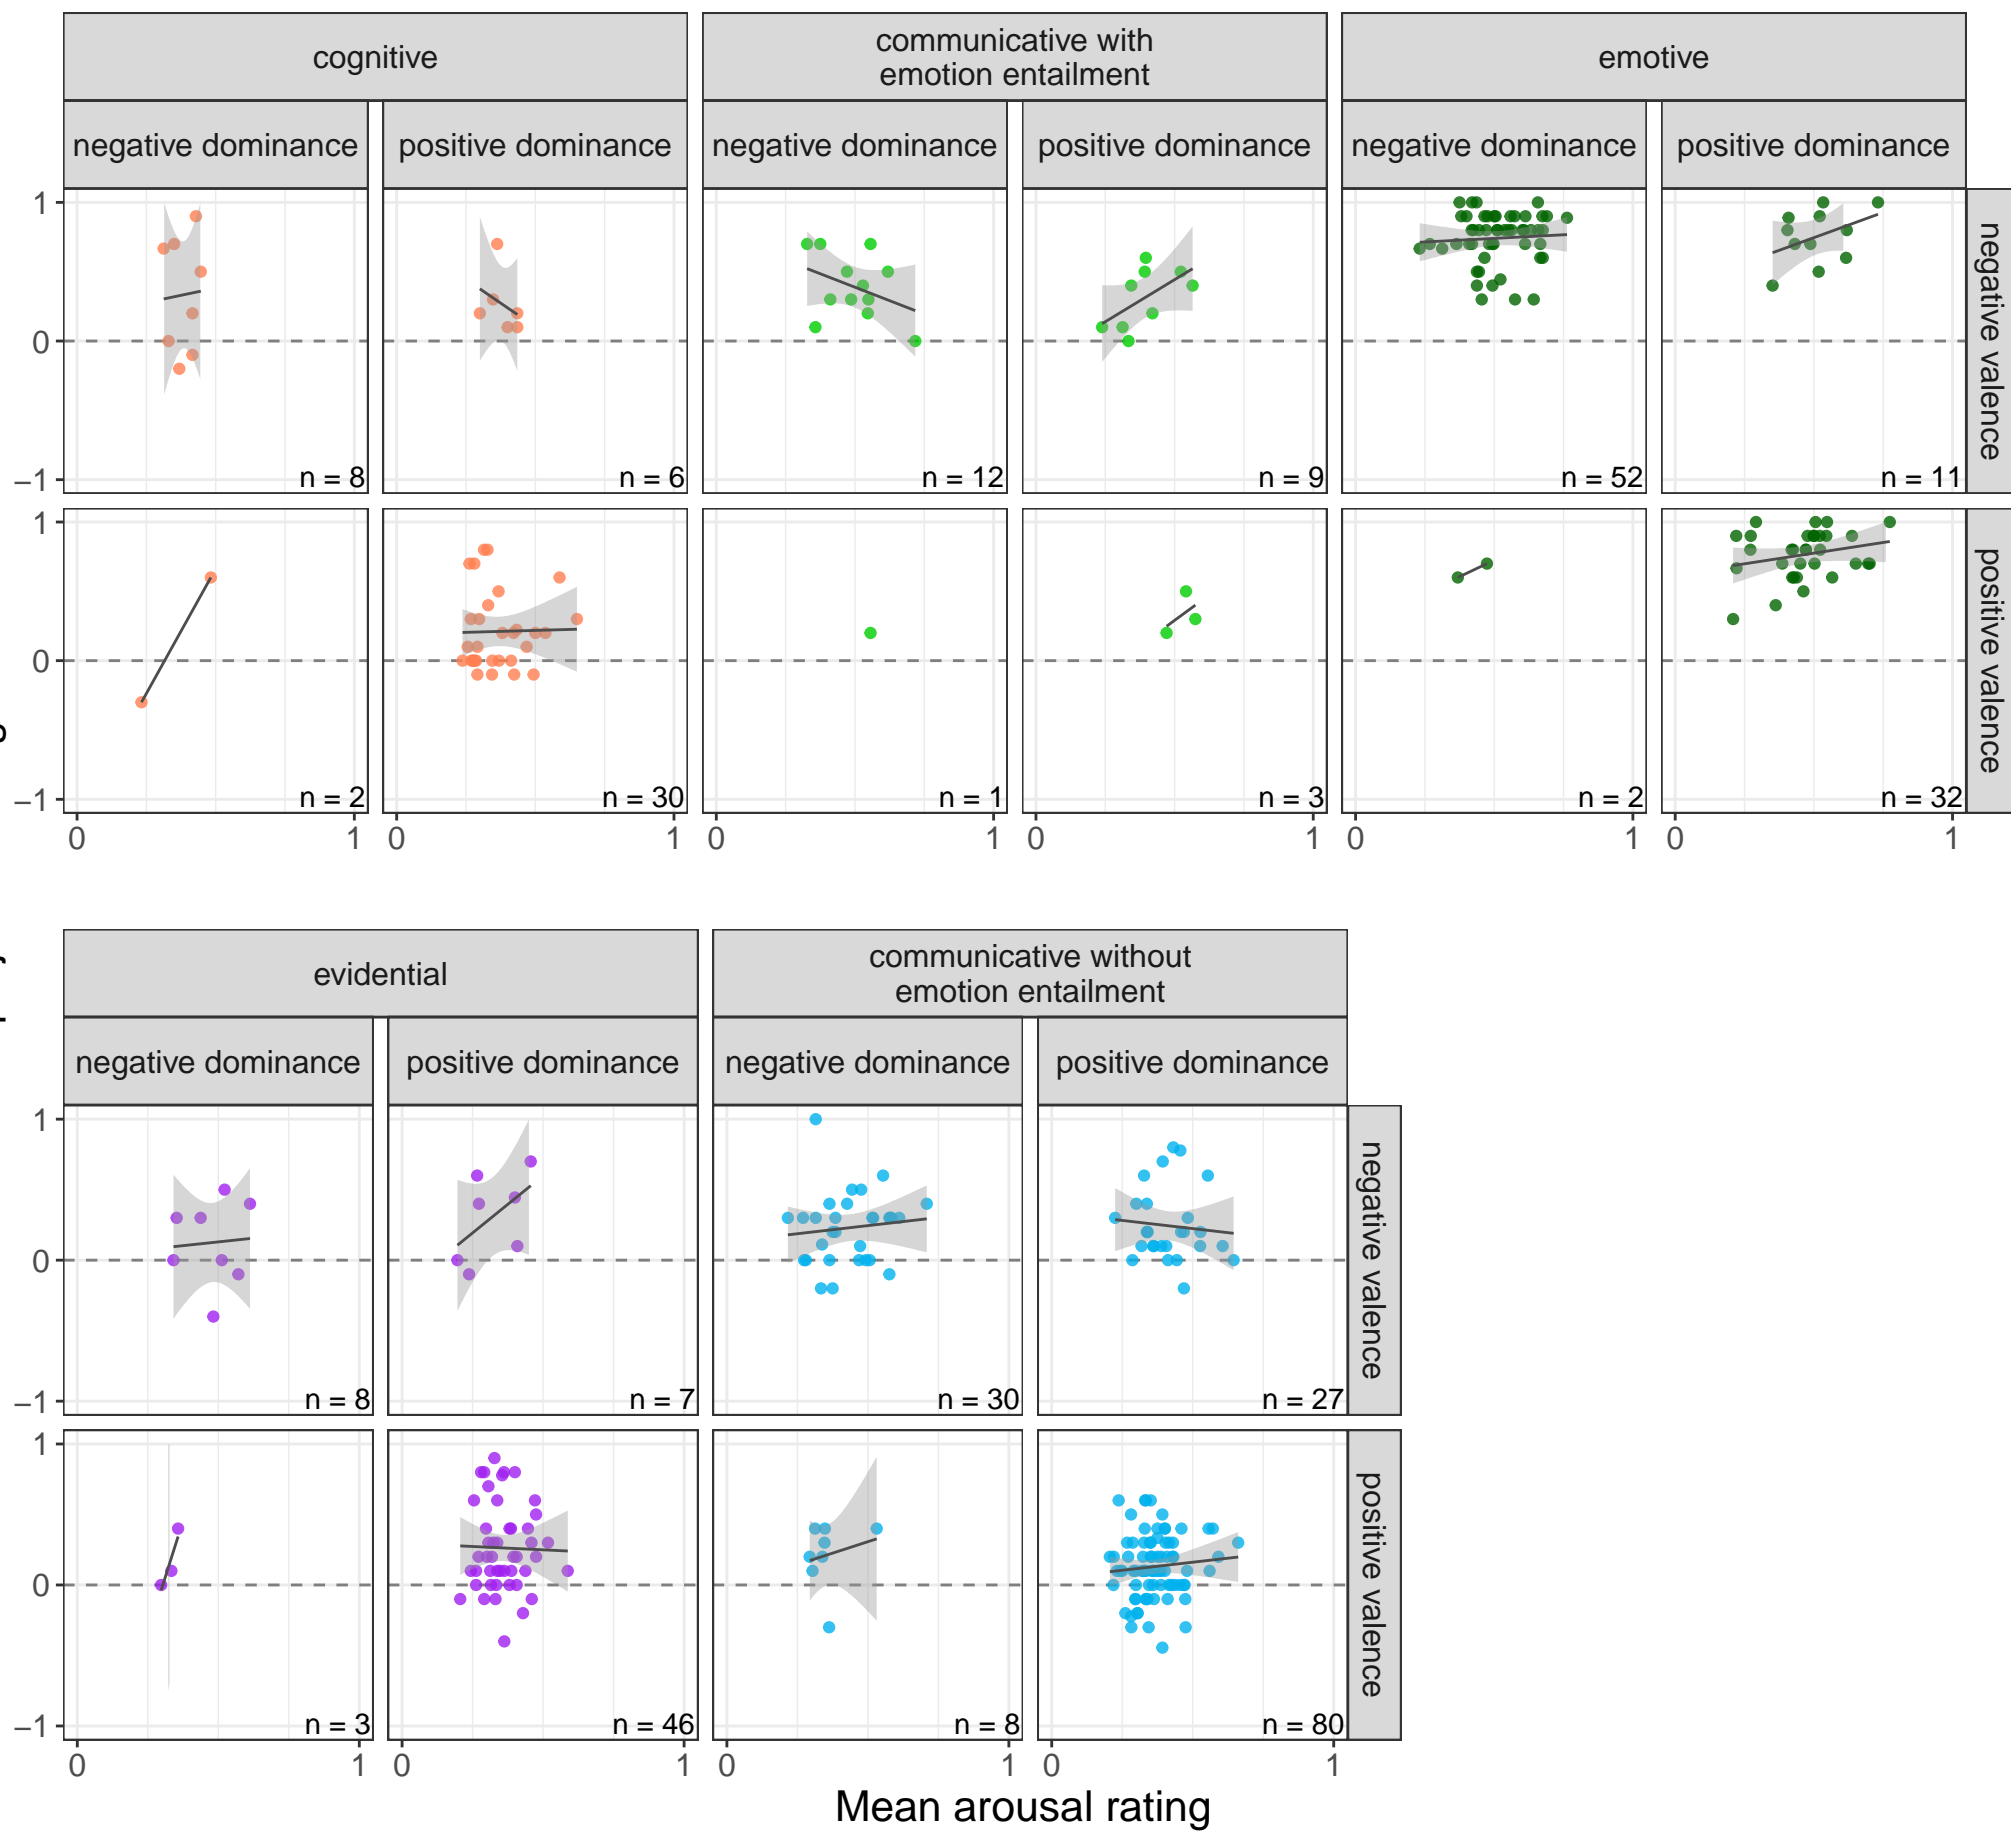 cognitive
communicative with
emotion entailment
emotive
negative dominance
positive dominance
negative dominance
positive dominance
negative dominance
positive dominance
1
0
−1
n = 8
n = 6
n = 12
n = 9
n = 52
n = 11
negative valence
1
0
−1
n = 2
n = 30
n = 1
n = 3
n = 2
n = 32
positive valence
0 1 0 1 0 1 0 1 0 1 0 1
evidential
communicative without
emotion entailment
negative dominance
positive dominance
negative dominance
positive dominance
1
0
−1
n = 8
n = 7
n = 30
n = 27
negative valence
1
0
−1
n = 3
n = 46
n = 8
n = 80
positive valence
0 1 0 1 0 1 0 1
Mean arousal rating